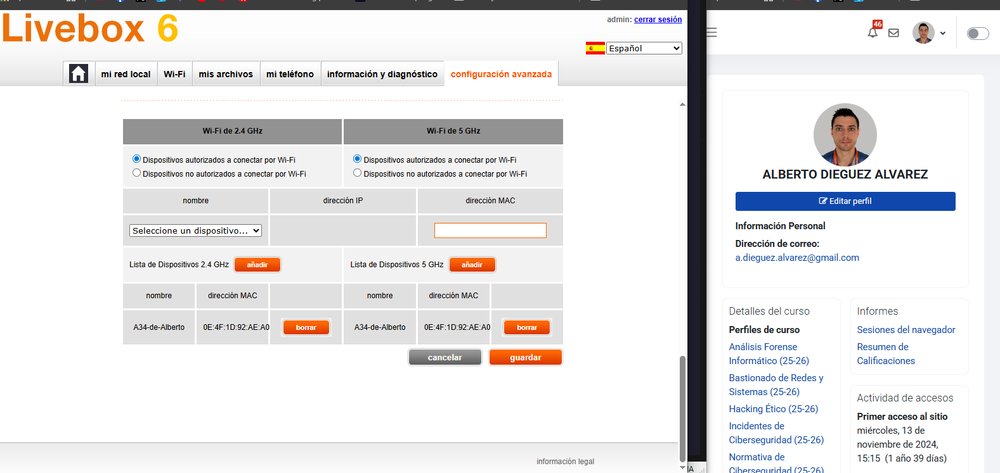 Livebox 6
admin: cerrar sesión
Español
mi red local
Wi-Fi
mis archivos
mi teléfono
información y diagnóstico
configuración avanzada
Wi-Fi de 2.4 GHz
Wi-Fi de 5 GHz
Dispositivos autorizados a conectar por Wi-Fi
Dispositivos no autorizados a conectar por Wi-Fi
Dispositivos autorizados a conectar por Wi-Fi
Dispositivos no autorizados a conectar por Wi-Fi
nombre
dirección IP
dirección MAC
Seleccione un dispositivo...
Lista de Dispositivos 2.4 GHz
añadir
Lista de Dispositivos 5 GHz
añadir
nombre
dirección MAC
nombre
dirección MAC
A34-de-Alberto
0E:4F:1D:92:AE:A0
borrar
A34-de-Alberto
0E:4F:1D:92:AE:A0
borrar
cancelar
guardar
información legal
46
ALBERTO DIEGUEZ ALVAREZ
Editar perfil
Información Personal
Dirección de correo:
a.dieguez.alvarez@gmail.com
Detalles del curso
Perfiles de curso
Análisis Forense
Informático (25-26)
Bastionado de Redes y
Sistemas (25-26)
Hacking Ético (25-26)
Incidentes de
Ciberseguridad (25-26)
Normativa de
Ciberseguridad (25-26)
Informes
Sesiones del navegador
Resumen de
Calificaciones
Actividad de accesos
Primer acceso al sitio
miércoles, 13 de
noviembre de 2024,
15:15 (1 año 39 días)